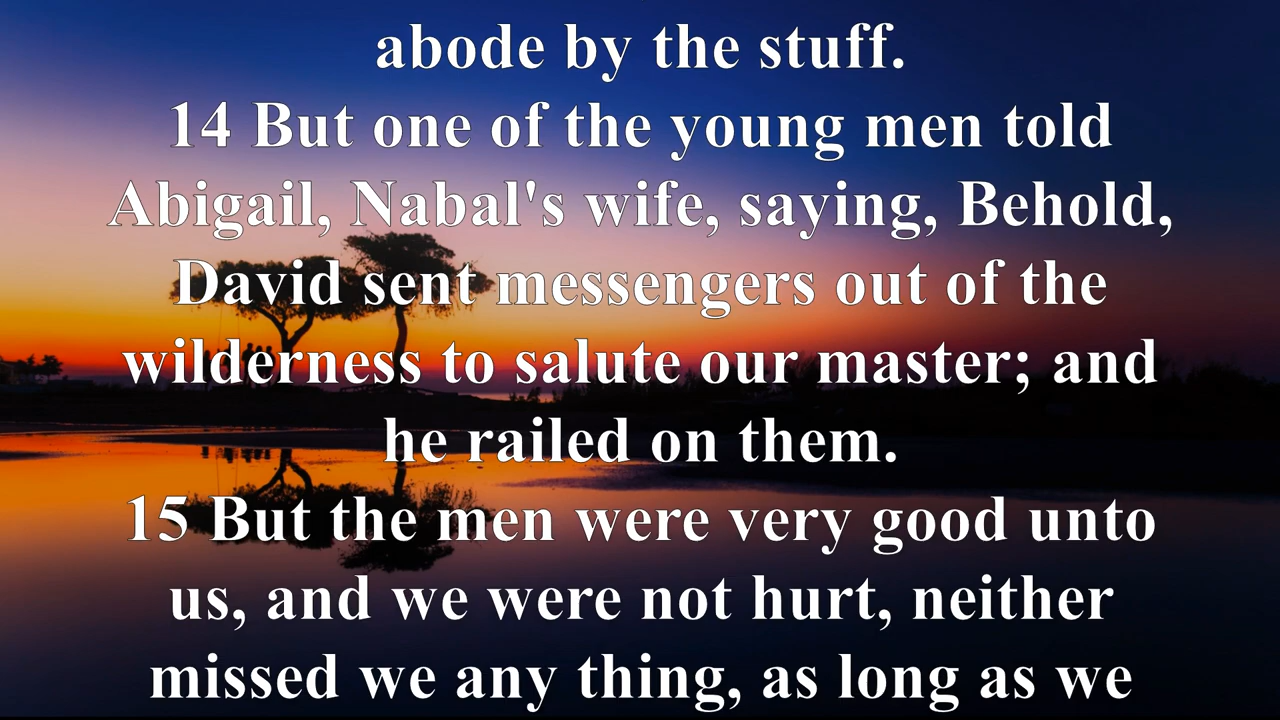 abode by the stuff.
14 But one of the young men told
Abigail, Nabal's wife, saying, Behold,
David sent messengers out of the
wilderness to salute our master; and
he railed on them.
15 But the men were very good unto
us, and we were not hurt, neither
missed we any thing, as long as we